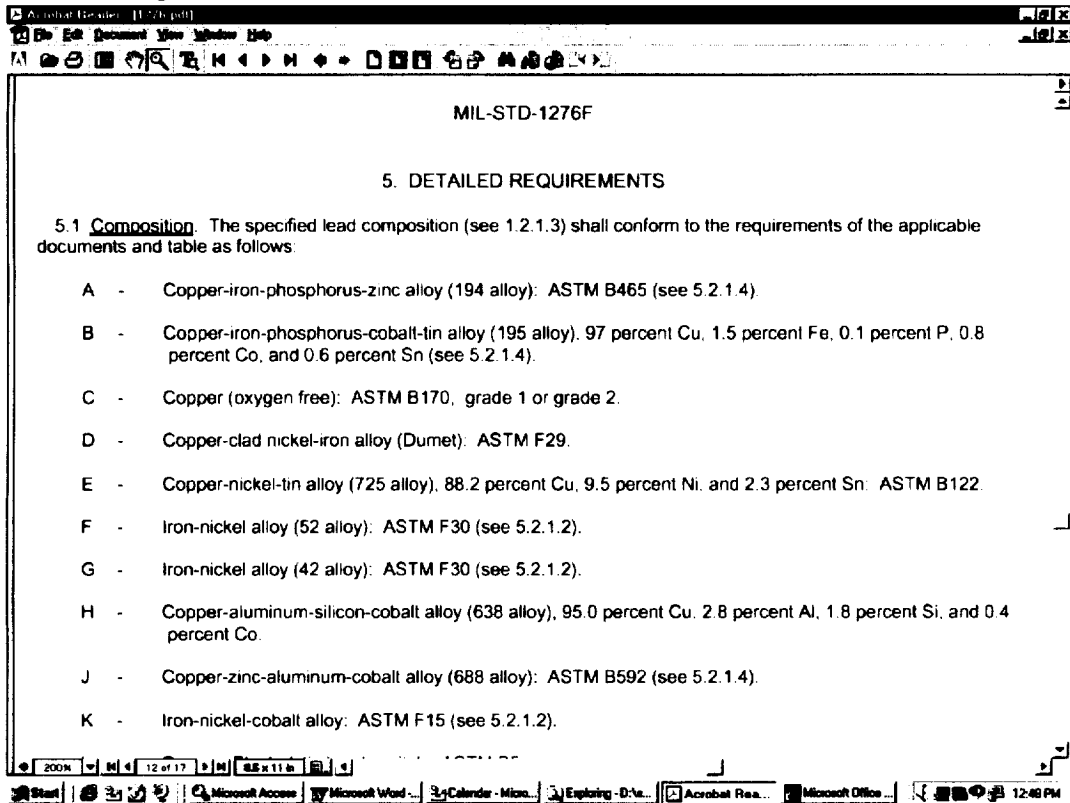 Acrobat Reader - [1276.pdf]
File Edit Document View Window Help
MIL-STD-1276F
5. DETAILED REQUIREMENTS
5.1 Composition. The specified lead composition (see 1.2.1.3) shall conform to the requirements of the applicable
documents and table as follows:
A - Copper-iron-phosphorus-zinc alloy (194 alloy): ASTM B465 (see 5.2.1.4).
B - Copper-iron-phosphorus-cobalt-tin alloy (195 alloy), 97 percent Cu, 1.5 percent Fe, 0.1 percent P, 0.8
percent Co, and 0.6 percent Sn (see 5.2.1.4).
C - Copper (oxygen free): ASTM B170, grade 1 or grade 2.
D - Copper-clad nickel-iron alloy (Dumet): ASTM F29.
E - Copper-nickel-tin alloy (725 alloy), 88.2 percent Cu, 9.5 percent Ni, and 2.3 percent Sn: ASTM B122.
F - Iron-nickel alloy (52 alloy): ASTM F30 (see 5.2.1.2).
G - Iron-nickel alloy (42 alloy): ASTM F30 (see 5.2.1.2).
H - Copper-aluminum-silicon-cobalt alloy (638 alloy), 95.0 percent Cu, 2.8 percent Al, 1.8 percent Si, and 0.4
percent Co.
J - Copper-zinc-aluminum-cobalt alloy (688 alloy): ASTM B592 (see 5.2.1.4).
K - Iron-nickel-cobalt alloy: ASTM F15 (see 5.2.1.2).
200% 12 of 17 8.5 x 11 in
Start Microsoft Access Microsoft Word -... Calendar - Micro... Exploring - D:\e... Acrobat Rea... Microsoft Office ... 12:48 PM